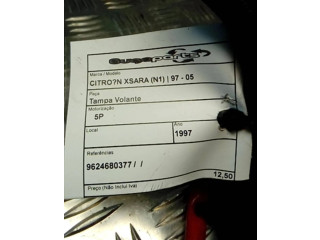 Marca / Modelo
CITRO?N XSARA (N1) | 97 - 05
Peça
Tampa Volante
Motorização
5P
Local
Ano
1997
Referências
9624680377 / /
12,50
Preço (Não Inclui Iva)